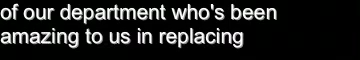 of our department who's been
amazing to us in replacing